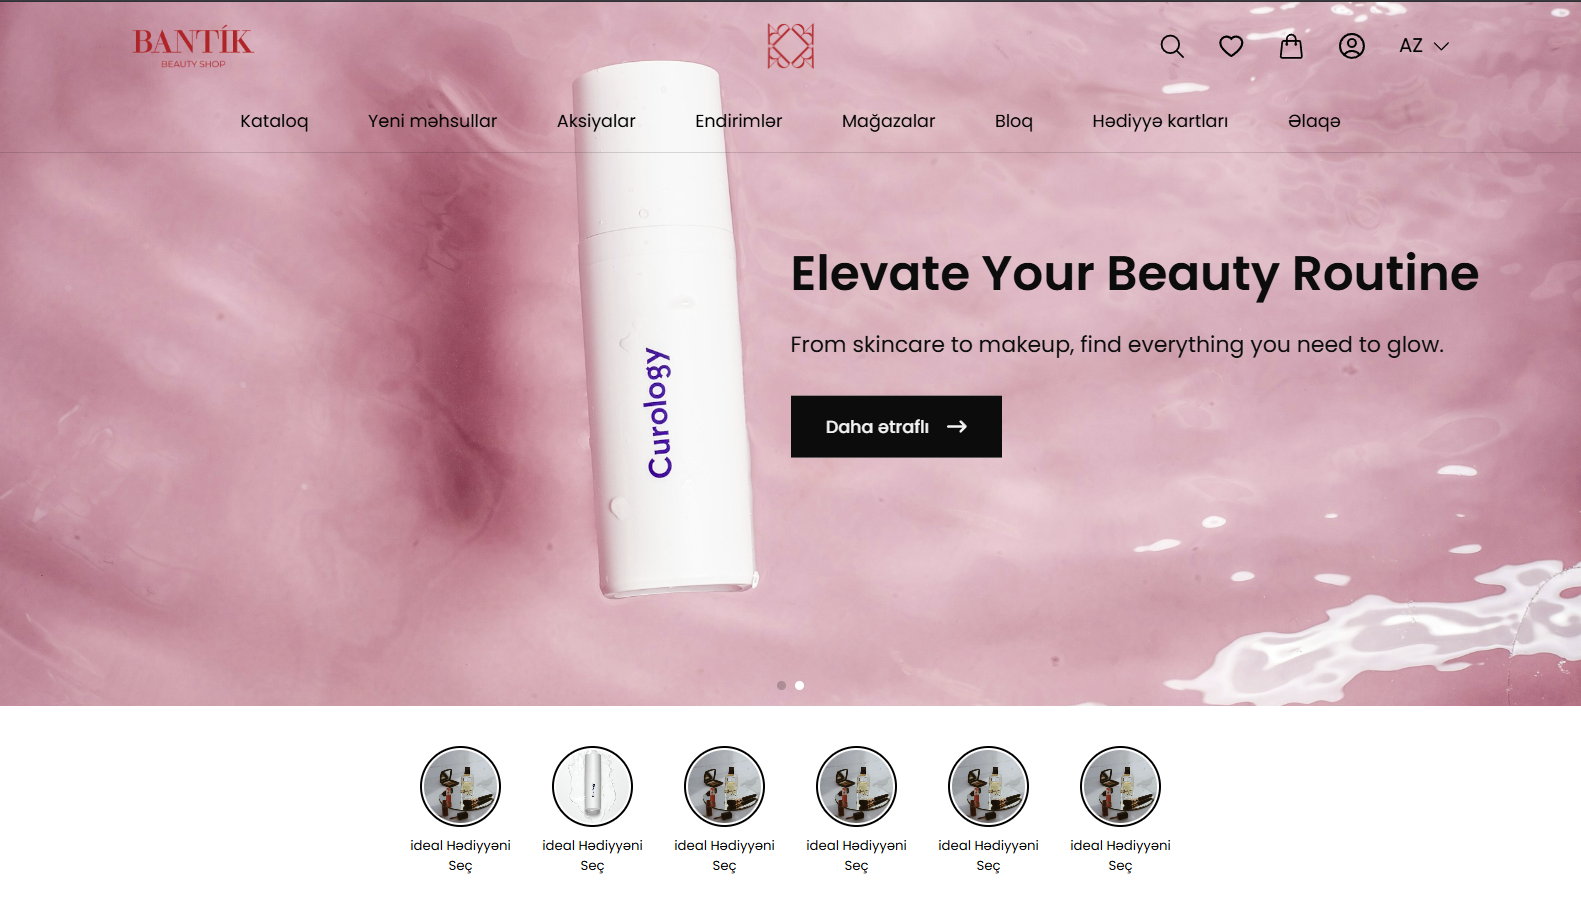 BANTİK
BEAUTY SHOP
AZ
Kataloq Yeni məhsullar Aksiyalar Endirimlər Mağazalar Bloq Hədiyyə kartları Əlaqə
Elevate Your Beauty Routine
From skincare to makeup, find everything you need to glow.
Daha ətraflı
Curology
ideal Hədiyyəni
Seç
ideal Hədiyyəni
Seç
ideal Hədiyyəni
Seç
ideal Hədiyyəni
Seç
ideal Hədiyyəni
Seç
ideal Hədiyyəni
Seç